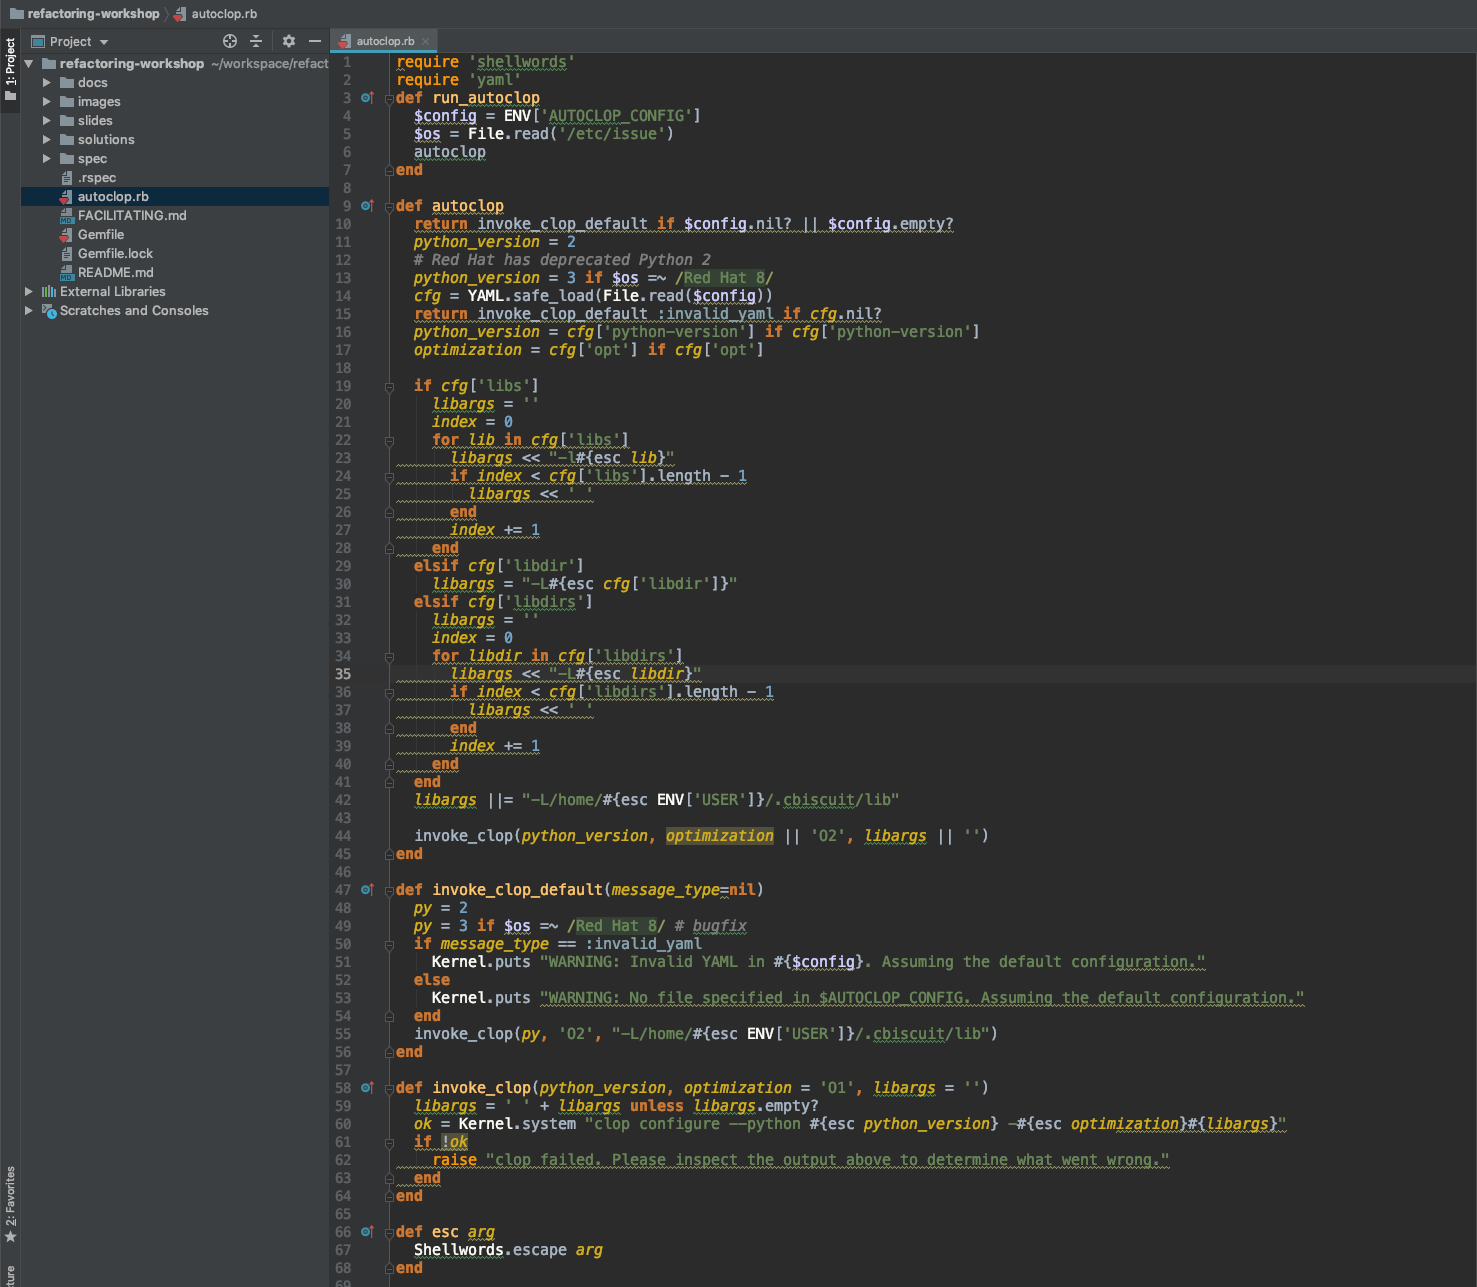 refactoring-workshop autoclop.rb
Project
autoclop.rb
1: Project
refactoring-workshop ~/workspace/refact
docs
images
slides
solutions
spec
.rspec
autoclop.rb
FACILITATING.md
Gemfile
Gemfile.lock
README.md
External Libraries
Scratches and Consoles
2: Favorites
1 require 'shellwords'
2 require 'yaml'
3 def run_autoclop
4 $config = ENV['AUTOCLOP_CONFIG']
5 $os = File.read('/etc/issue')
6 autoclop
7 end
8
9 def autoclop
10 return invoke_clop_default if $config.nil? || $config.empty?
11 python_version = 2
12 # Red Hat has deprecated Python 2
13 python_version = 3 if $os =~ /Red Hat 8/
14 cfg = YAML.safe_load(File.read($config))
15 return invoke_clop_default :invalid_yaml if cfg.nil?
16 python_version = cfg['python-version'] if cfg['python-version']
17 optimization = cfg['opt'] if cfg['opt']
18
19 if cfg['libs']
20 libargs = ''
21 index = 0
22 for lib in cfg['libs']
23 libargs << "-l#{esc lib}"
24 if index < cfg['libs'].length - 1
25 libargs << ' '
26 end
27 index += 1
28 end
29 elsif cfg['libdir']
30 libargs = "-L#{esc cfg['libdir']}"
31 elsif cfg['libdirs']
32 libargs = ''
33 index = 0
34 for libdir in cfg['libdirs']
35 libargs << "-L#{esc libdir}"
36 if index < cfg['libdirs'].length - 1
37 libargs << ' '
38 end
39 index += 1
40 end
41 end
42 libargs ||= "-L/home/#{esc ENV['USER']}/.cbiscuit/lib"
43
44 invoke_clop(python_version, optimization || 'O2', libargs || '')
45 end
46
47 def invoke_clop_default(message_type=nil)
48 py = 2
49 py = 3 if $os =~ /Red Hat 8/ # bugfix
50 if message_type == :invalid_yaml
51 Kernel.puts "WARNING: Invalid YAML in #{$config}. Assuming the default configuration."
52 else
53 Kernel.puts "WARNING: No file specified in $AUTOCLOP_CONFIG. Assuming the default configuration."
54 end
55 invoke_clop(py, 'O2', "-L/home/#{esc ENV['USER']}/.cbiscuit/lib")
56 end
57
58 def invoke_clop(python_version, optimization = 'O1', libargs = '')
59 libargs = ' ' + libargs unless libargs.empty?
60 ok = Kernel.system "clop configure --python #{esc python_version} -#{esc optimization}#{libargs}"
61 if !ok
62 raise "clop failed. Please inspect the output above to determine what went wrong."
63 end
64 end
65
66 def esc arg
67 Shellwords.escape arg
68 end
69